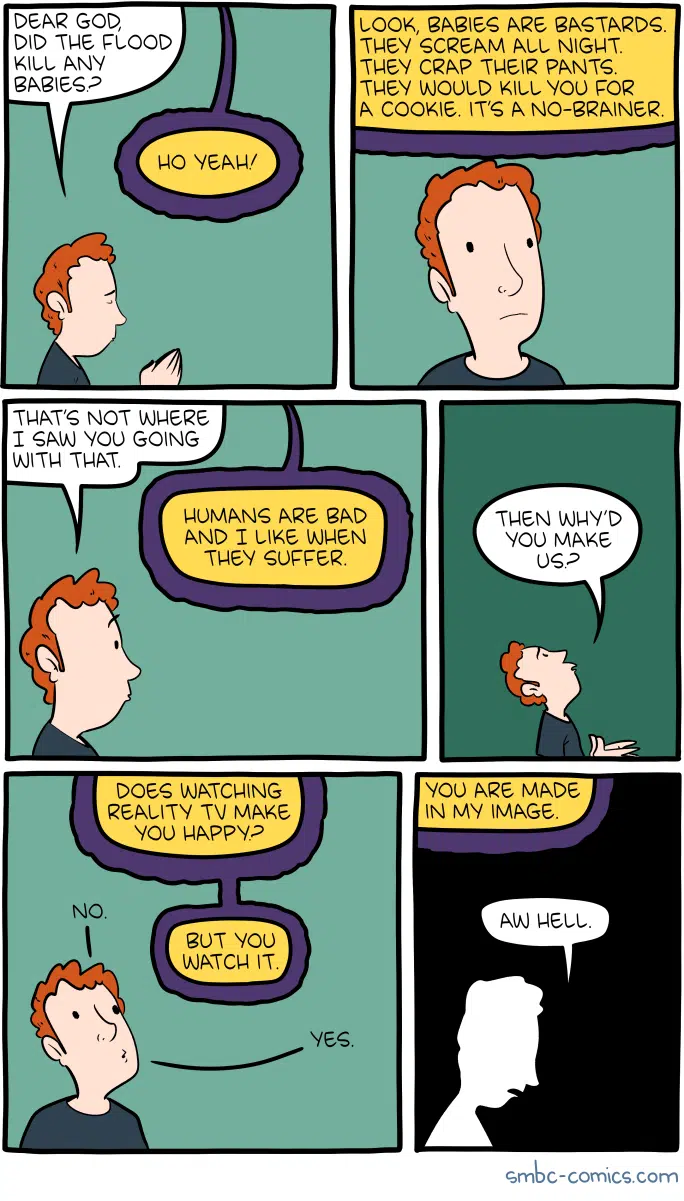 DEAR GOD,
DID THE FLOOD
KILL ANY
BABIES?
HO YEAH!
LOOK, BABIES ARE BASTARDS.
THEY SCREAM ALL NIGHT.
THEY CRAP THEIR PANTS.
THEY WOULD KILL YOU FOR
A COOKIE. IT'S A NO-BRAINER.
THAT'S NOT WHERE
I SAW YOU GOING
WITH THAT.
HUMANS ARE BAD
AND I LIKE WHEN
THEY SUFFER.
THEN WHY'D
YOU MAKE
US?
DOES WATCHING
REALITY TV MAKE
YOU HAPPY?
NO.
BUT YOU
WATCH IT.
YES.
YOU ARE MADE
IN MY IMAGE.
AW HELL.
smbc-comics.com